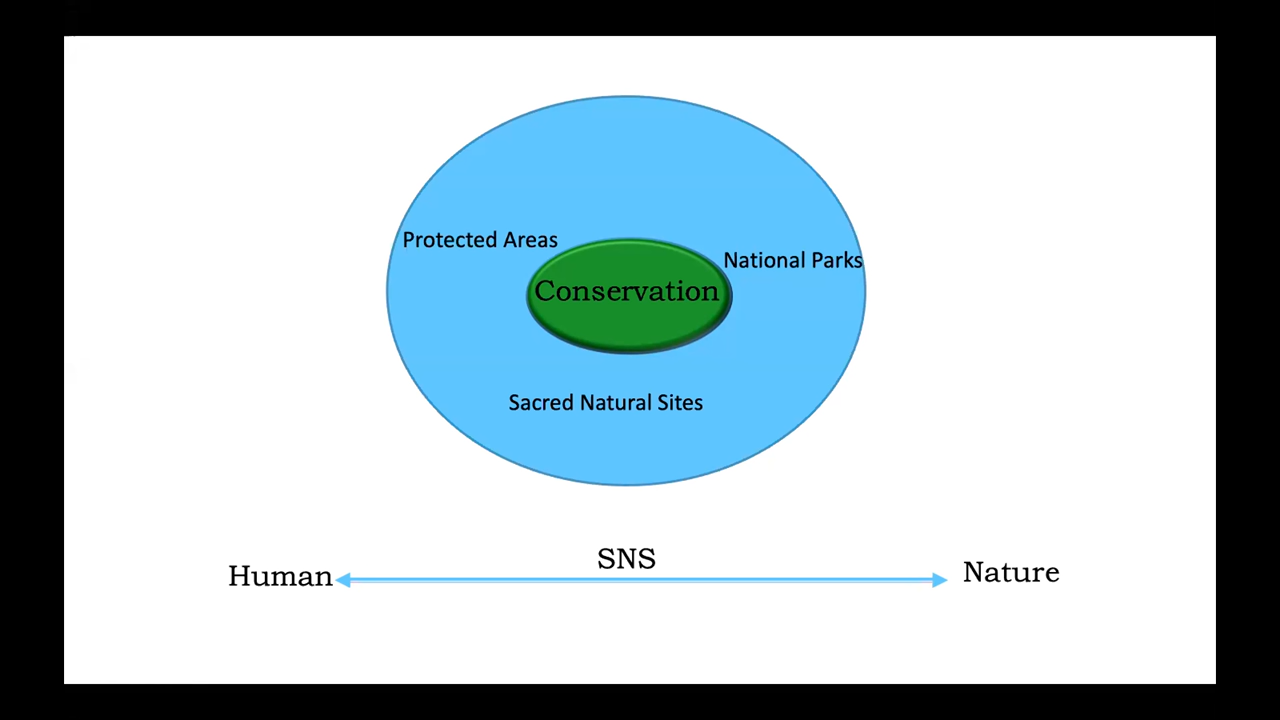 Protected Areas
National Parks
Conservation
Sacred Natural Sites
SNS
Human
Nature